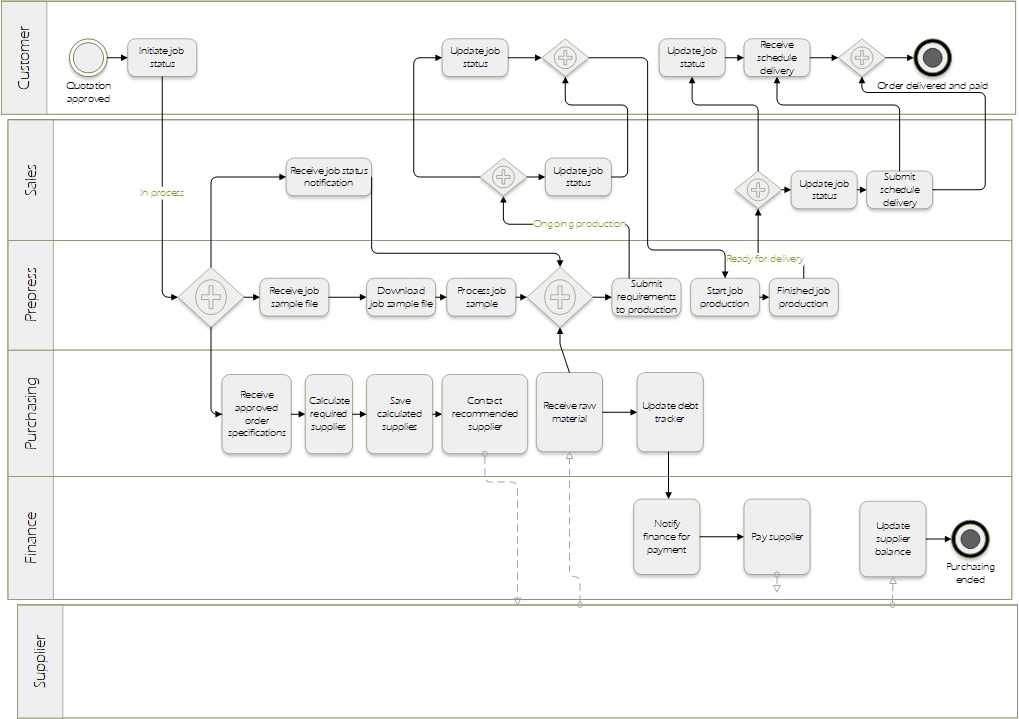 Customer
Initiate job
status
Quotation
approved
Update job
status
Update job
status
Receive
schedule
delivery
Order delivered and paid
Sales
In process
Receive job status
notification
Update job
status
Ongoing production
Update job
status
Submit
schedule
delivery
Ready for delivery
Prepress
Receive job
sample file
Download
job sample file
Process job
sample
Submit
requirements
to production
Start job
production
Finished job
production
Purchasing
Receive
approved
order
specifications
Calculate
required
supplies
Save
calculated
supplies
Contact
recommended
supplier
Receive raw
material
Update debt
tracker
Finance
Notify
finance for
payment
Pay supplier
Update
supplier
balance
Purchasing
ended
Supplier